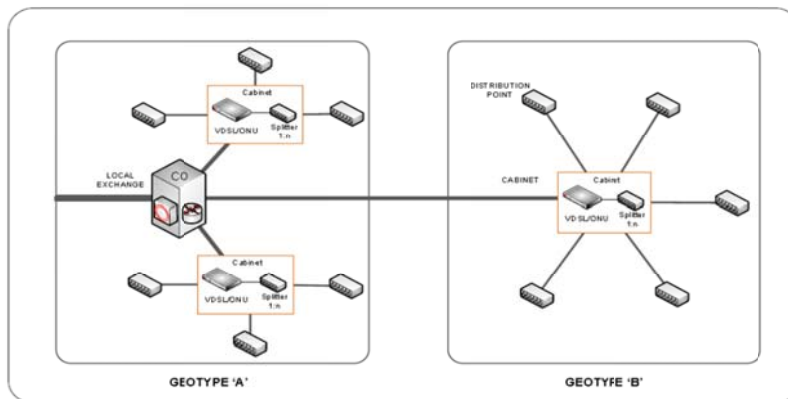 Cabinet
VDSL/ONU
Splitter
1:n
LOCAL
EXCHANGE
CO
Cabinet
VDSL/ONU
Splitter
1:n
GEOTYPE 'A'
DISTRIBUTION
POINT
CABINET
Cabinet
VDSL/ONU
Splitter
1:n
GEOTYPE 'B'